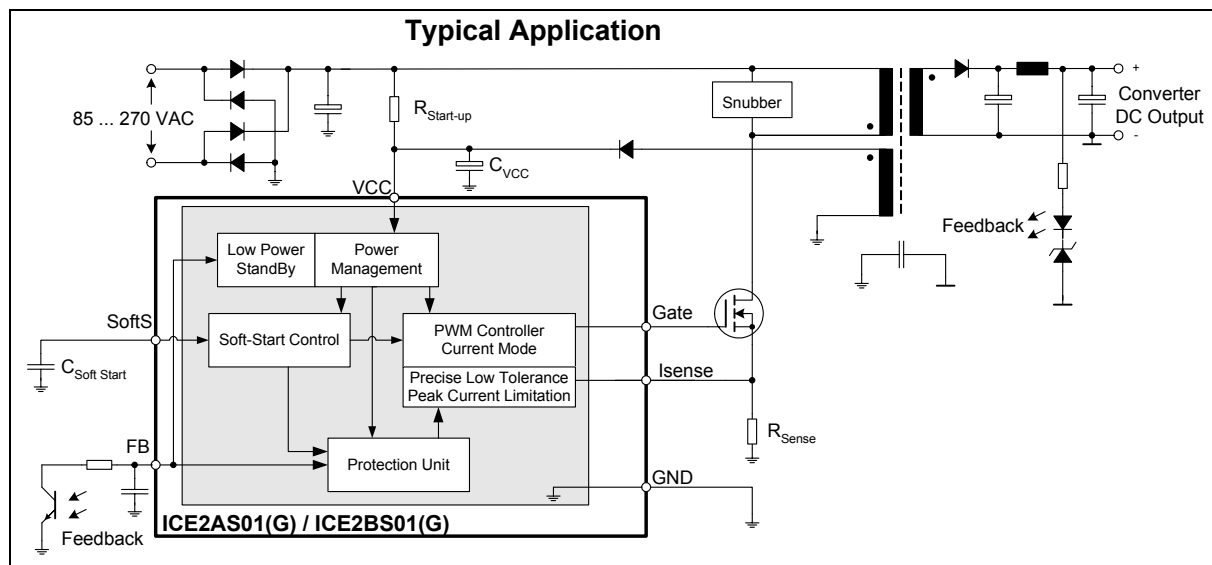 Typical Application
85 ... 270 VAC
RStart-up
Snubber
+
Converter
DC Output
-
CVCC
VCC
Low Power
StandBy
Power
Management
Feedback
SoftS
Soft-Start Control
PWM Controller
Current Mode
Gate
CSoft Start
Precise Low Tolerance
Peak Current Limitation
Isense
RSense
FB
Protection Unit
GND
Feedback
ICE2AS01(G) / ICE2BS01(G)